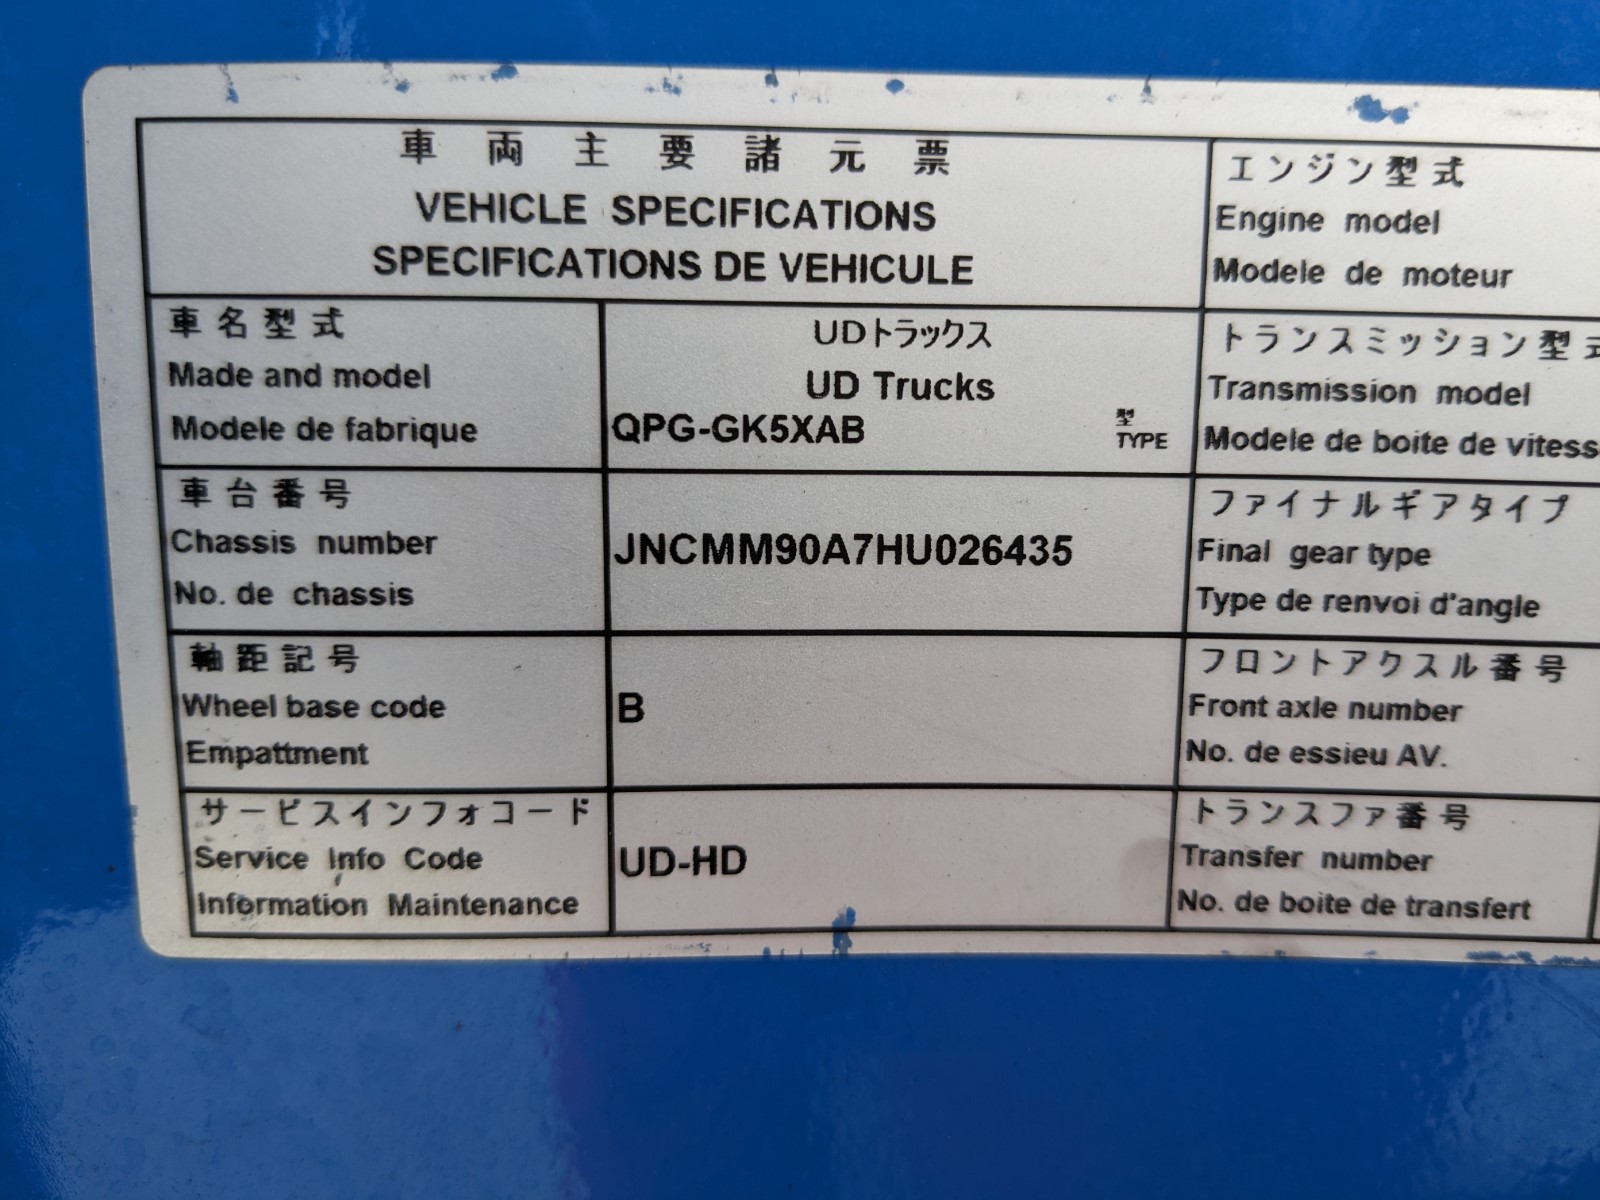 車両主要諸元票
VEHICLE SPECIFICATIONS
SPECIFICATIONS DE VEHICULE
エンジン型式
Engine model
Modele de moteur
車名型式
Made and model
Modele de fabrique
UDトラックス
UD Trucks
QPG-GK5XAB
型
TYPE
トランスミッション型式
Transmission model
Modele de boite de vitess
車台番号
Chassis number
No. de chassis
JNCMM90A7HU026435
ファイナルギアタイプ
Final gear type
Type de renvoi d'angle
軸距記号
Wheel base code
Empattment
B
フロントアクスル番号
Front axle number
No. de essieu AV.
サービスインフォコード
Service Info Code
Information Maintenance
UD-HD
トランスファ番号
Transfer number
No. de boite de transfert